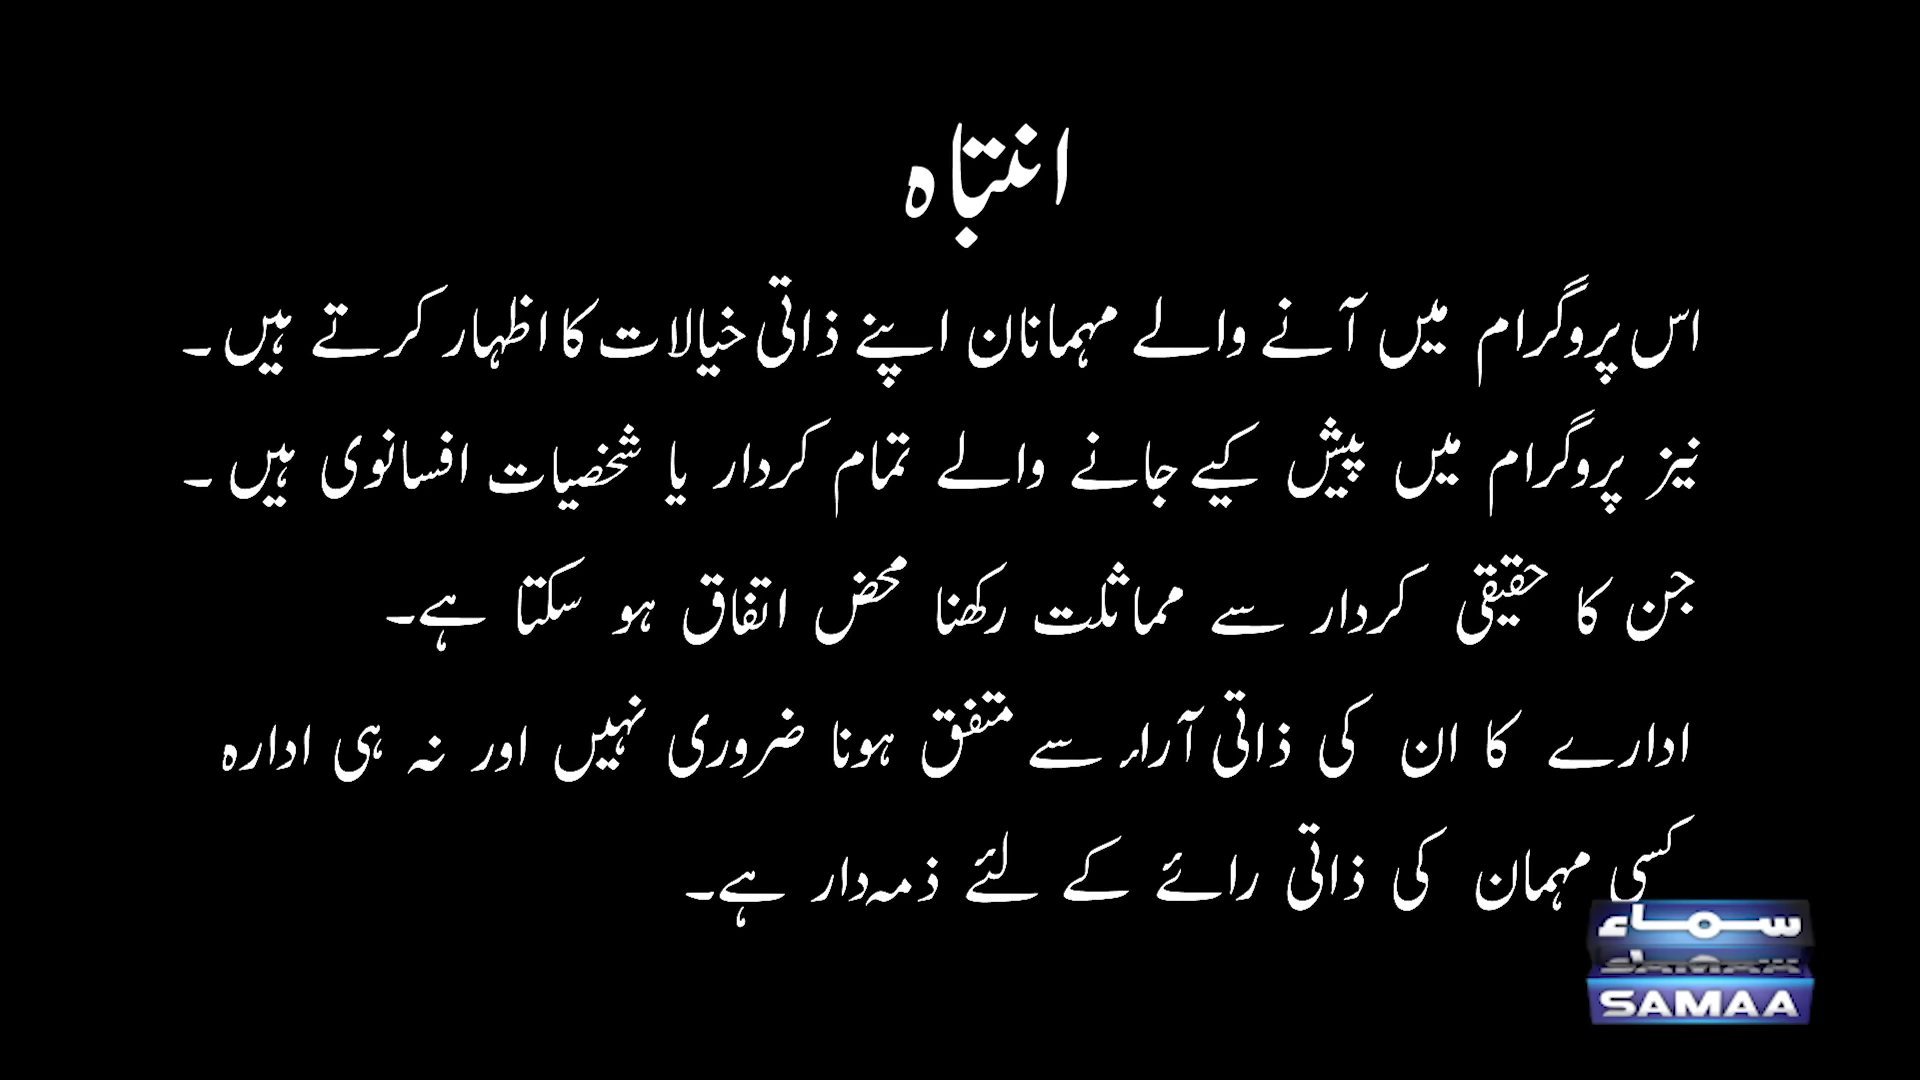 انتباہ
اس پروگرام میں آنے والے مہمانان اپنے ذاتی خیالات کا اظہار کرتے ہیں ۔
نیز پروگرام میں پیش کیے جانے والے تمام کردار یا شخصیات افسانوی ہیں ۔
جن کا حقیقی کردار سے مماثلت رکھنا محض اتفاق ہو سکتا ہے۔
ادارے کا ان کی ذاتی آراء سے متفق ہونا ضروری نہیں اور نہ ہی ادارہ
کسی مہمان کی ذاتی رائے کے لئے ذمہ دار ہے۔
سماء
SAMAA